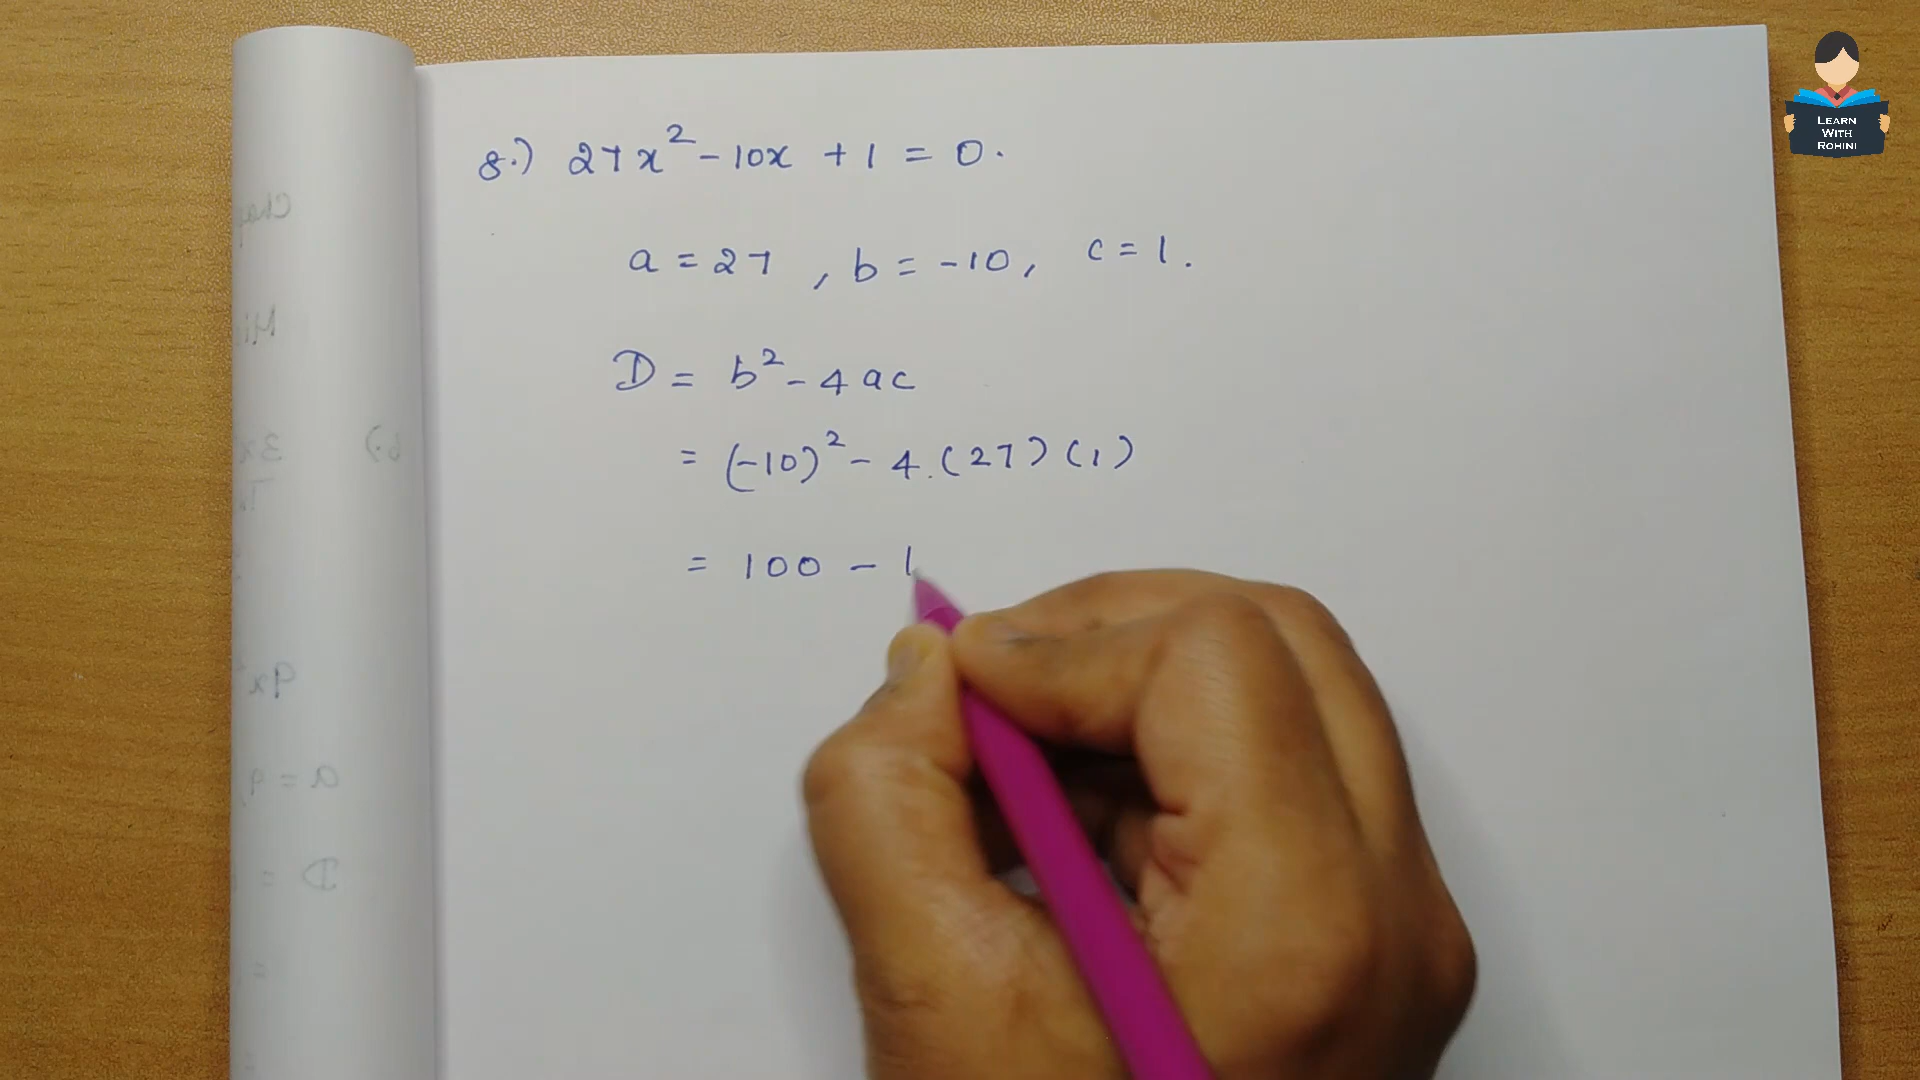 8.) 27x² - 10x + 1 = 0.
a = 27 , b = -10, c = 1.
D = b² - 4ac
= (-10)² - 4.(27)(1)
= 100 - 1
LEARN
WITH
ROHINI